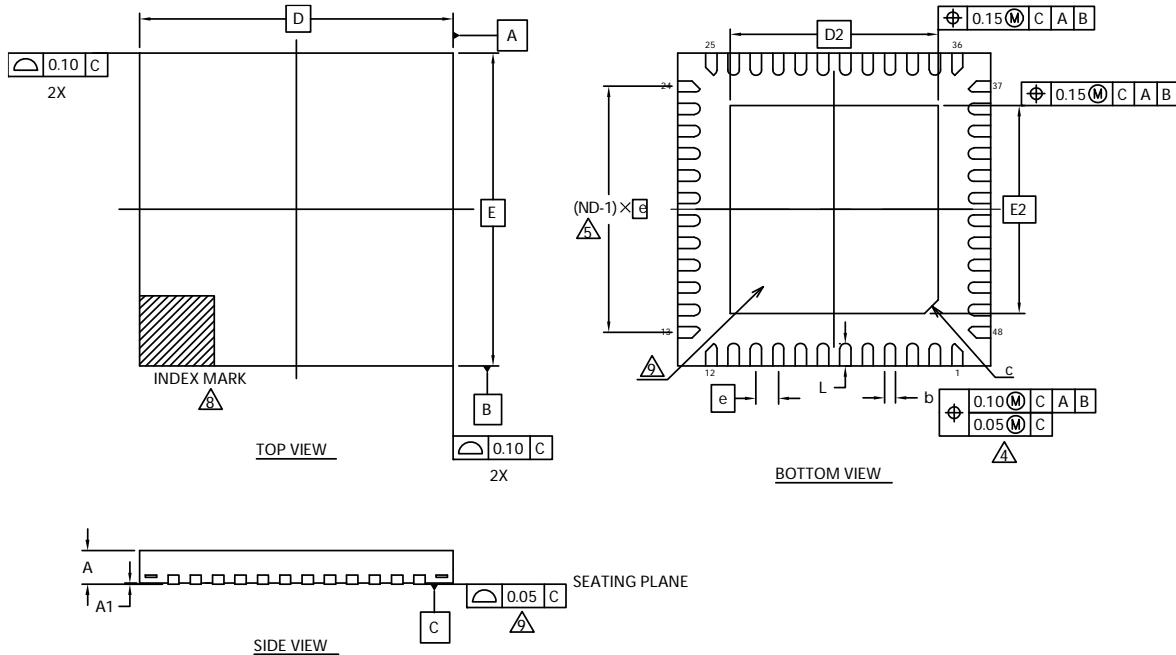 D
A
0.10 C
2X
E
INDEX MARK
8
B
0.10 C
2X
TOP VIEW
0.15 Ⓜ C A B
D2
25
36
24
37
0.15 Ⓜ C A B
(ND-1) × e
5
E2
13
48
9
12
1
c
e
L
b
0.10 Ⓜ C A B
0.05 Ⓜ C
4
BOTTOM VIEW
A
A1
SEATING PLANE
0.05 C
9
C
SIDE VIEW